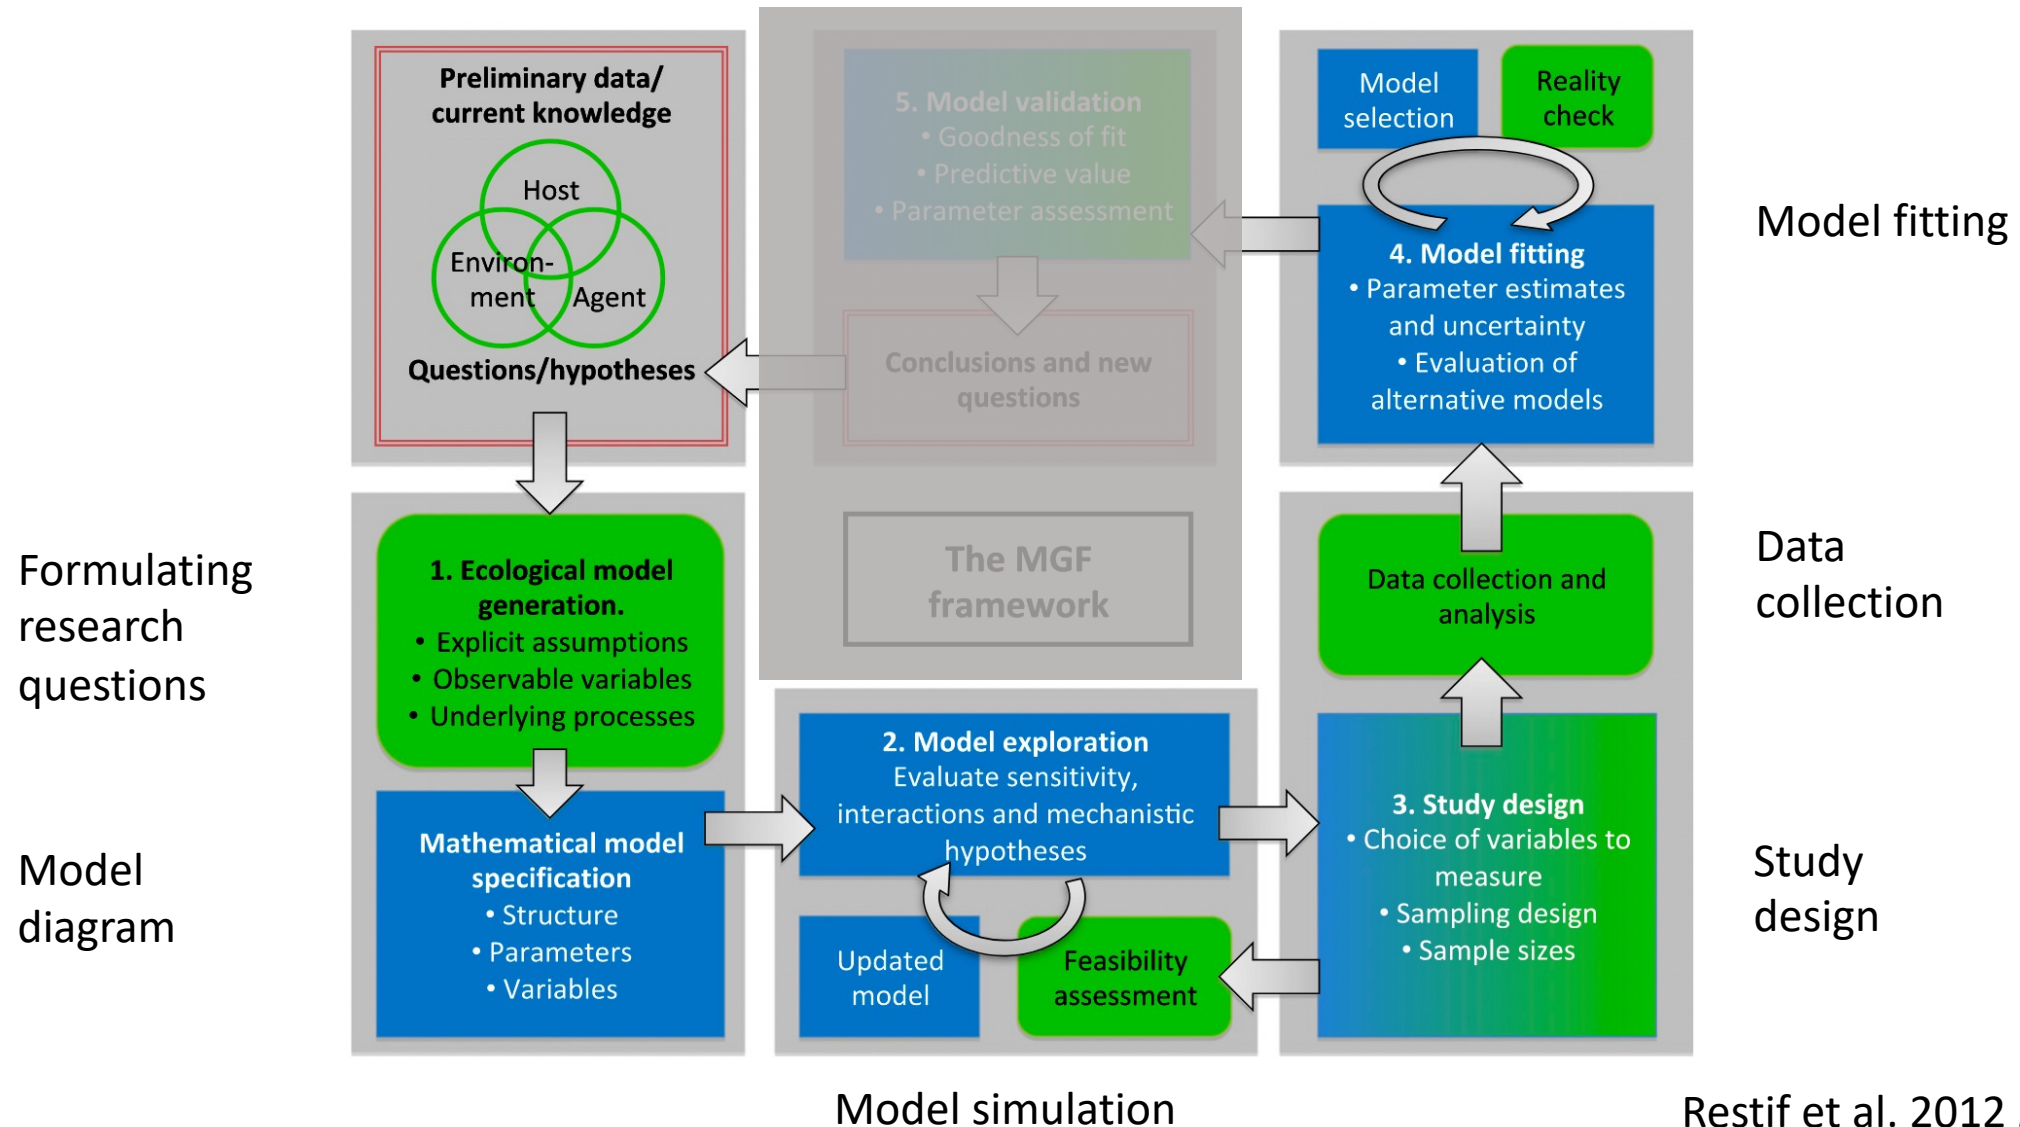 Preliminary data/
current knowledge
Host
Environ-
ment
Agent
Questions/hypotheses
5. Model validation
• Goodness of fit
• Predictive value
• Parameter assessment
Conclusions and new
questions
The MGF
framework
Model
selection
Reality
check
4. Model fitting
• Parameter estimates
and uncertainty
• Evaluation of
alternative models
Model fitting
Formulating
research
questions
1. Ecological model
generation.
• Explicit assumptions
• Observable variables
• Underlying processes
Data collection and
analysis
Data
collection
Model
diagram
Mathematical model
specification
• Structure
• Parameters
• Variables
2. Model exploration
Evaluate sensitivity,
interactions and mechanistic
hypotheses
Updated
model
Feasibility
assessment
3. Study design
• Choice of variables to
measure
• Sampling design
• Sample sizes
Study
design
Model simulation
Restif et al. 2012